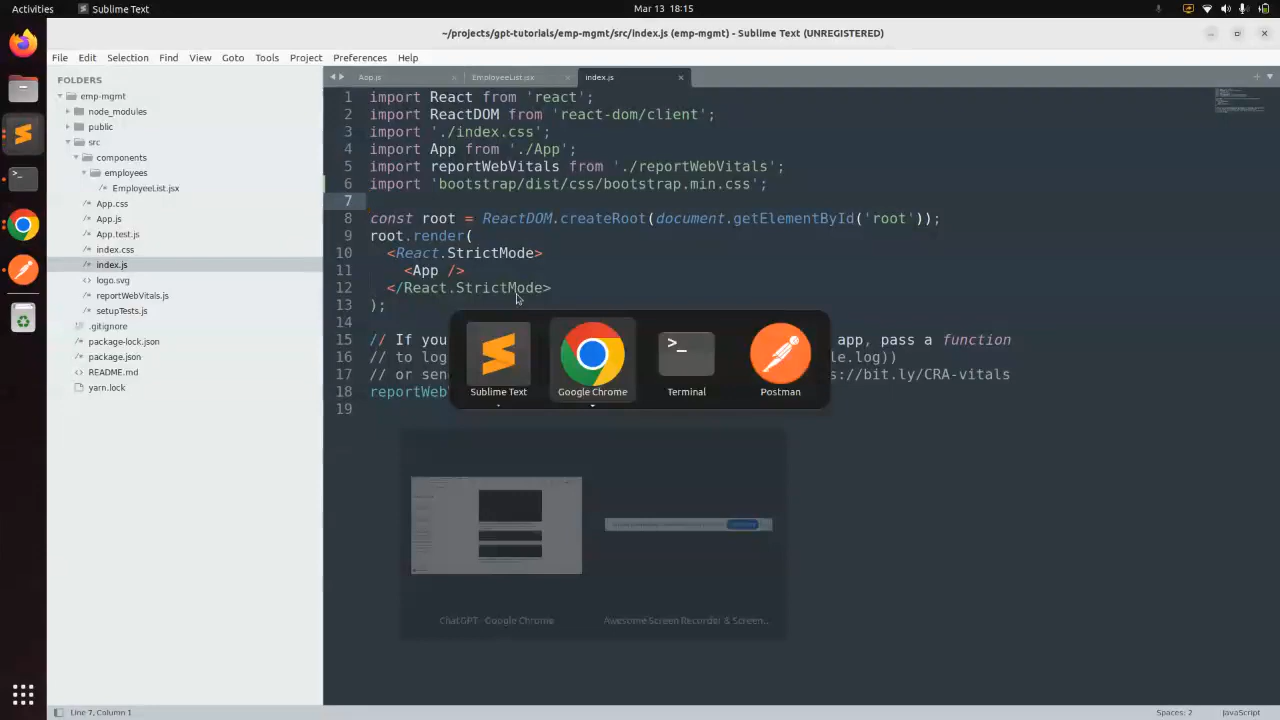 Activities
Sublime Text
Mar 13 18:15
~/projects/gpt-tutorials/emp-mgmt/src/index.js (emp-mgmt) - Sublime Text (UNREGISTERED)
File Edit Selection Find View Goto Tools Project Preferences Help
FOLDERS
emp-mgmt
node_modules
public
src
components
employees
EmployeeList.jsx
App.css
App.js
App.test.js
index.css
index.js
logo.svg
reportWebVitals.js
setupTests.js
.gitignore
package-lock.json
package.json
README.md
yarn.lock
App.js
EmployeeList.jsx
index.js
1 import React from 'react';
2 import ReactDOM from 'react-dom/client';
3 import './index.css';
4 import App from './App';
5 import reportWebVitals from './reportWebVitals';
6 import 'bootstrap/dist/css/bootstrap.min.css';
7
8 const root = ReactDOM.createRoot(document.getElementById('root'));
9 root.render(
10 <React.StrictMode>
11 <App />
12 </React.StrictMode>
13 );
14
15 // If you app, pass a function
16 // to log le.log))
17 // or sen s://bit.ly/CRA-vitals
18 reportWeb
19
Sublime Text
Google Chrome
Terminal
Postman
ChatGPT - Google Chrome
Awesome Screen Recorder & Screen...
Line 7, Column 1
Spaces: 2
JavaScript